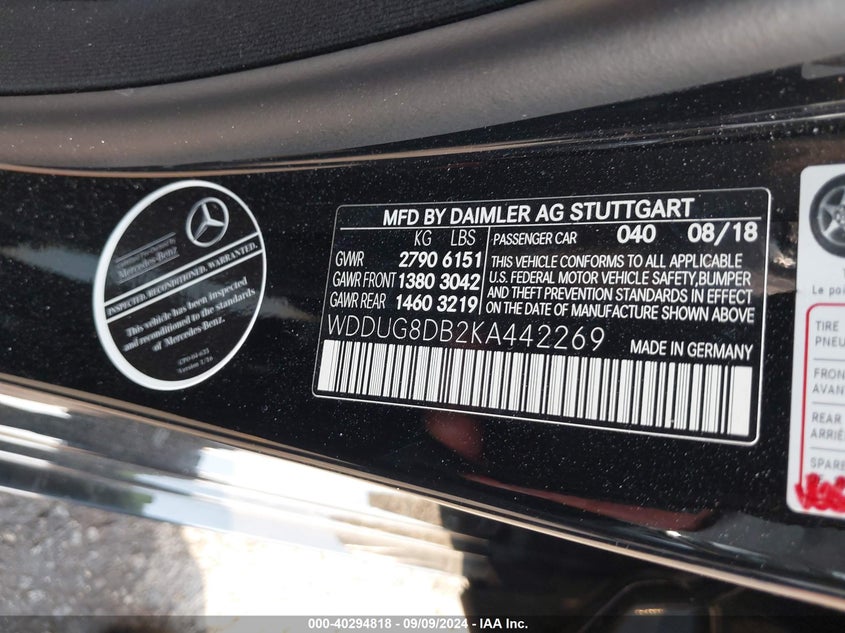 Mercedes-Benz
INSPECTED. RECONDITIONED. WARRANTED.
This vehicle has been inspected
and reconditioned to the standards
of Mercedes-Benz.
MFD BY DAIMLER AG STUTTGART
KG LBS
GVWR 2790 6151
GAWR FRONT 1380 3042
GAWR REAR 1460 3219
PASSENGER CAR 040 08/18
THIS VEHICLE CONFORMS TO ALL APPLICABLE
U.S. FEDERAL MOTOR VEHICLE SAFETY,BUMPER
AND THEFT PREVENTION STANDARDS IN EFFECT
ON THE DATE OF MANUFACTURE SHOWN ABOVE
WDDUG8DB2KA442269
MADE IN GERMANY
Le
TIRE
PNEU
FRON
AVAN
REAR
ARRIÈ
SPARE
000-40294818 - 09/09/2024 - IAA Inc.